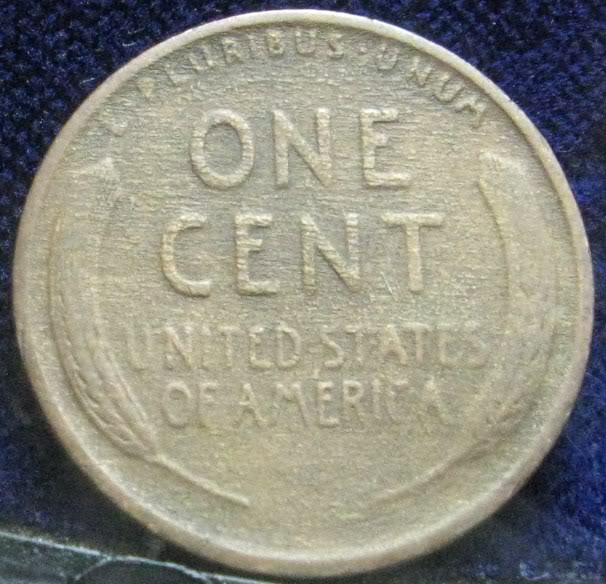 E · PLURIBUS · UNUM
ONE
CENT
UNITED STATES
OF AMERICA